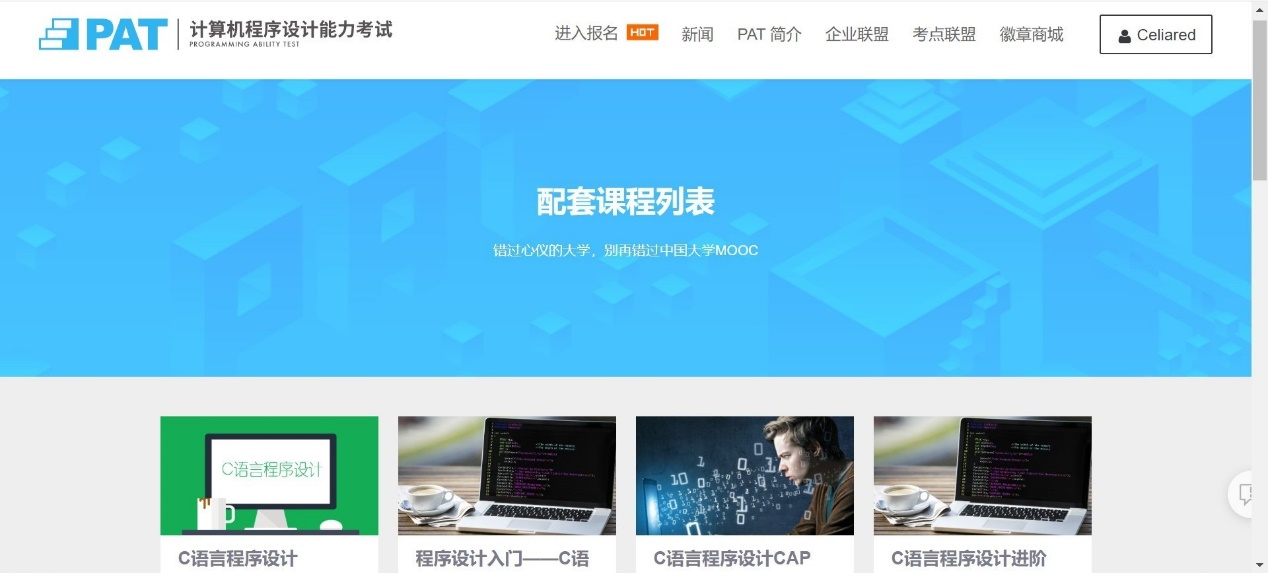 PAT 计算机程序设计能力考试
PROGRAMMING ABILITY TEST
进入报名 HOT 新闻 PAT 简介 企业联盟 考点联盟 徽章商城 Celiared
配套课程列表
错过心仪的大学，别再错过中国大学MOOC
C语言程序设计
C语言程序设计 程序设计入门——C语 C语言程序设计CAP C语言程序设计进阶